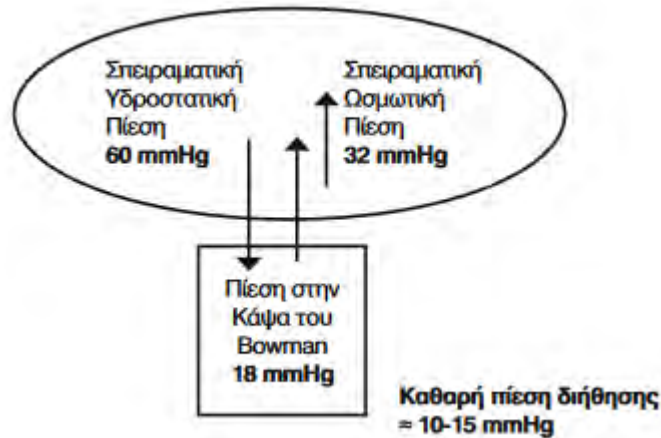 Σπειραματική
Υδροστατική
Πίεση
60 mmHg
Σπειραματική
Ωσμωτική
Πίεση
32 mmHg
Πίεση στην
Κάψα του
Bowman
18 mmHg
Καθαρή πίεση διήθησης
≈ 10-15 mmHg